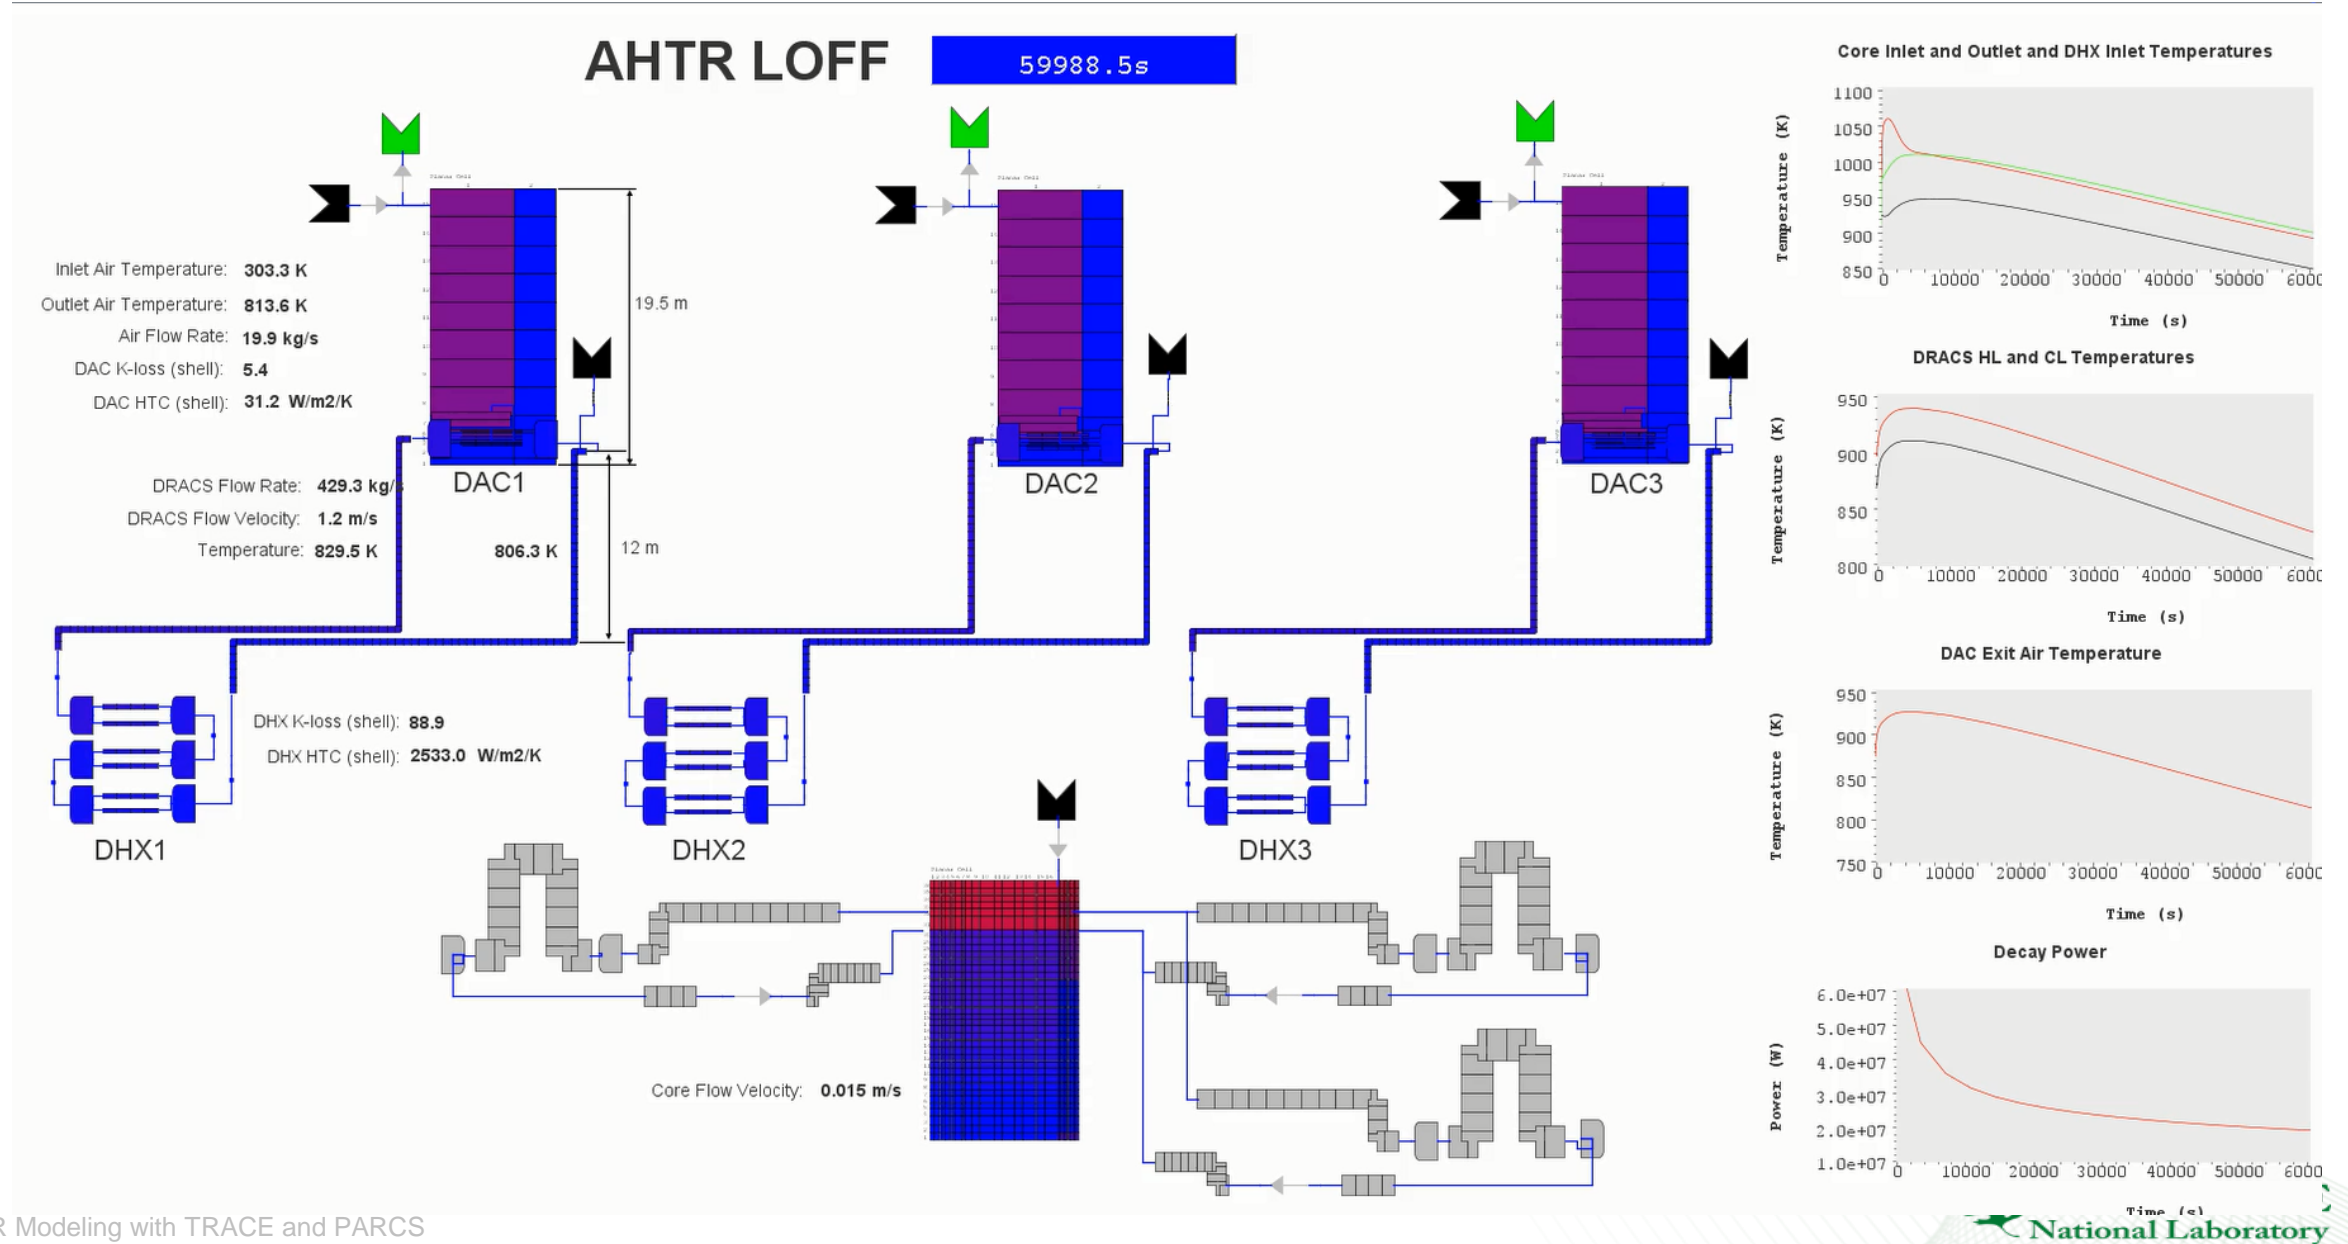 AHTR LOFF
59988.5s
Inlet Air Temperature: 303.3 K
Outlet Air Temperature: 813.6 K
Air Flow Rate: 19.9 kg/s
DAC K-loss (shell): 5.4
DAC HTC (shell): 31.2 W/m2/K
19.5 m
DAC1
DAC2
DAC3
DRACS Flow Rate: 429.3 kg/s
DRACS Flow Velocity: 1.2 m/s
Temperature: 829.5 K
806.3 K
12 m
DHX K-loss (shell): 88.9
DHX HTC (shell): 2533.0 W/m2/K
DHX1
DHX2
DHX3
Core Flow Velocity: 0.015 m/s
Core Inlet and Outlet and DHX Inlet Temperatures
Temperature (K)
1100
1050
1000
950
900
850
0 10000 20000 30000 40000 50000 6000
Time (s)
DRACS HL and CL Temperatures
Temperature (K)
950
900
850
800
0 10000 20000 30000 40000 50000 6000
Time (s)
DAC Exit Air Temperature
Temperature (K)
950
900
850
800
750
0 10000 20000 30000 40000 50000 6000
Time (s)
Decay Power
Power (W)
6.0e+07
5.0e+07
4.0e+07
3.0e+07
2.0e+07
1.0e+07
0 10000 20000 30000 40000 50000 6000
Time (s)
R Modeling with TRACE and PARCS
National Laboratory